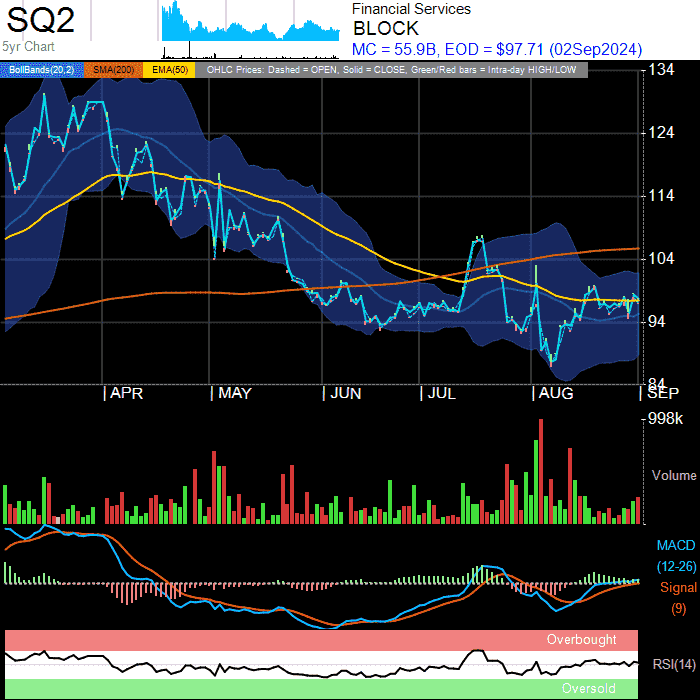 SQ2
5yr Chart
Financial Services
BLOCK
MC = 55.9B, EOD = $97.71 (02Sep2024)
BollBands(20,2) SMA(200) EMA(50) OHLC Prices: Dashed = OPEN, Solid = CLOSE, Green/Red bars = Intra-day HIGH/LOW
134
124
114
104
94
84
APR MAY JUN JUL AUG SEP
998k
Volume
MACD
(12-26)
Signal
(9)
Overbought
RSI(14)
Oversold